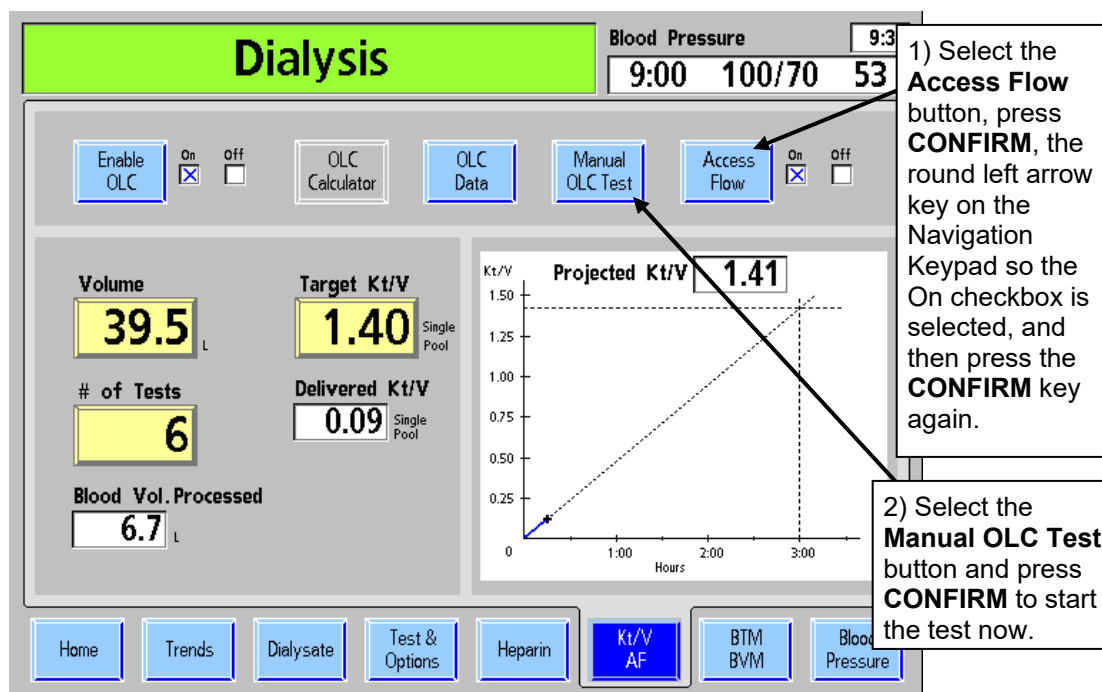 Dialysis
Blood Pressure
9:3
9:00 100/70 53
Enable
OLC
On Off
OLC
Calculator
OLC
Data
Manual
OLC Test
Access
Flow
On Off
Volume
39.5 L
Target Kt/V
1.40 Single
Pool
# of Tests
6
Delivered Kt/V
0.09 Single
Pool
Blood Vol. Processed
6.7 L
Kt/V
Projected Kt/V 1.41
1.50
1.25
1.00
0.75
0.50
0.25
0 1:00 2:00 3:00
Hours
1) Select the
Access Flow
button, press
CONFIRM, the
round left arrow
key on the
Navigation
Keypad so the
On checkbox is
selected, and
then press the
CONFIRM key
again.
2) Select the
Manual OLC Test
button and press
CONFIRM to start
the test now.
Home
Trends
Dialysate
Test &
Options
Heparin
Kt/V
AF
BTM
BVM
Blood
Pressure